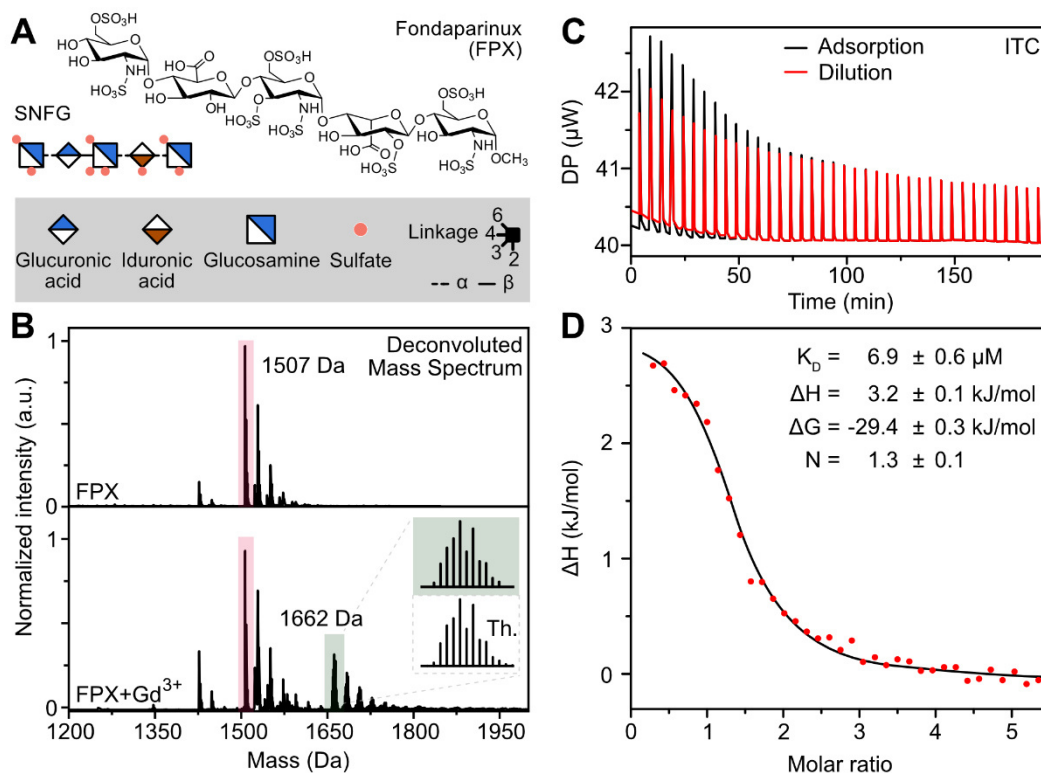 A
Fondaparinux
(FPX)
OSO₃H
HO
HO
NH
HO₃S
O
HO
O
O
HO
OH
OSO₃H
O
HO₃S
NH
HO₃S
O
HO
O
OH
O
HO₃S
OSO₃H
HO
HO₃S
NH
OCH₃
SNFG
Glucuronic
acid
Iduronic
acid
Glucosamine
Sulfate
Linkage
6
4
3
2
α
β
B
Deconvoluted
Mass Spectrum
1507 Da
FPX
1662 Da
Th.
FPX+Gd³⁺
Normalized intensity (a.u.)
1
0
1
0
1200 1350 1500 1650 1800 1950
Mass (Da)
C
Adsorption
Dilution
ITC
DP (µW)
42
41
40
0 50 100 150
Time (min)
D
K_D = 6.9 ± 0.6 µM
ΔH = 3.2 ± 0.1 kJ/mol
ΔG = -29.4 ± 0.3 kJ/mol
N = 1.3 ± 0.1
ΔH (kJ/mol)
3
2
1
0
0 1 2 3 4 5
Molar ratio